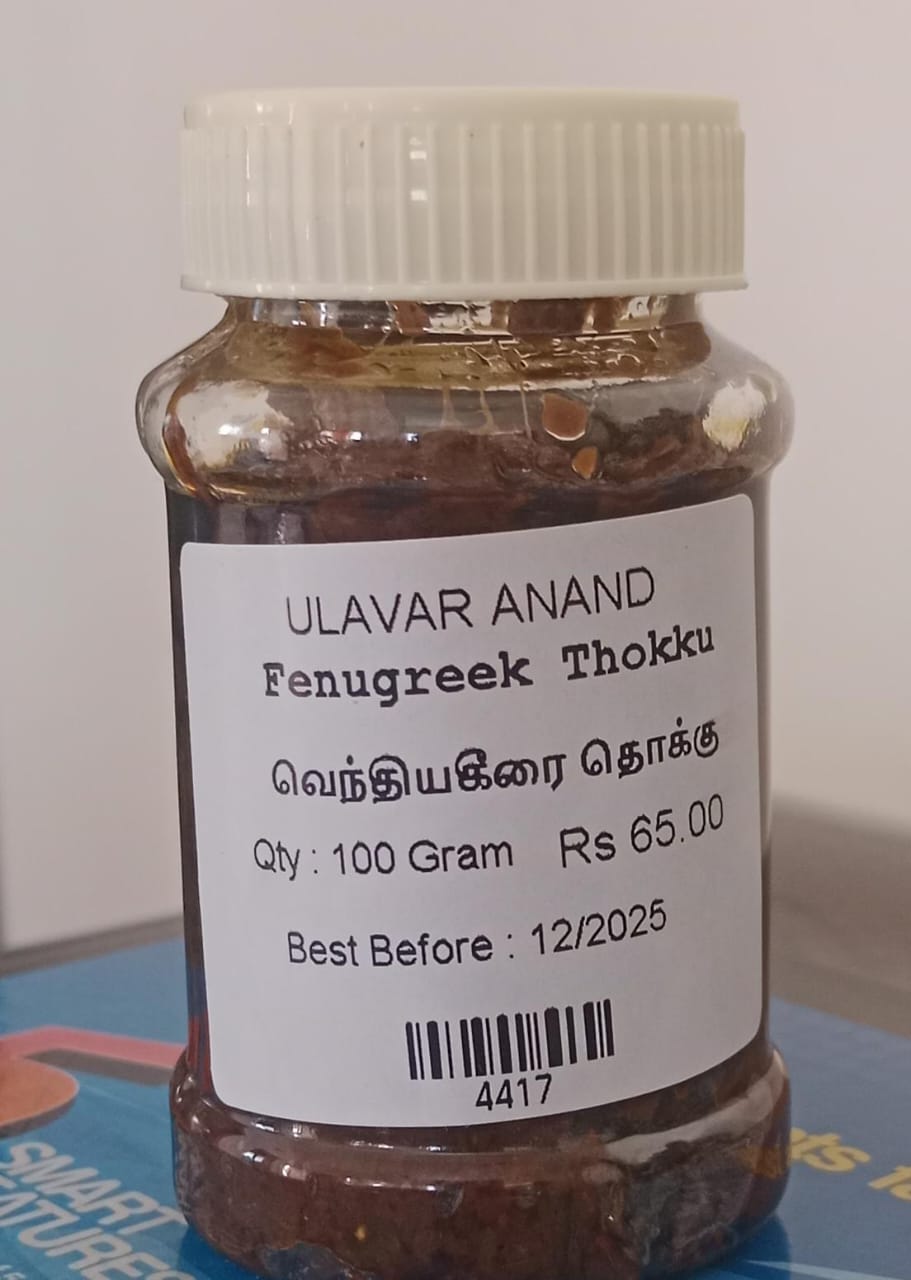 ULAVAR ANAND
Fenugreek Thokku
வெந்தியகீரை தொக்கு
Qty : 100 Gram Rs 65.00
Best Before : 12/2025
4417
SMART